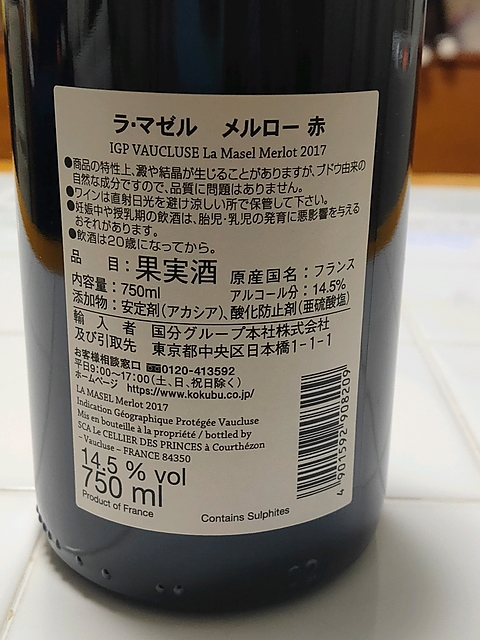 ラ・マゼル　メルロー 赤
IGP VAUCLUSE La Masel Merlot 2017
●商品の特性上、澱や結晶が生じることがありますが、ブドウ由来の
自然な成分ですので、品質に問題はありません。
●ワインは直射日光を避け涼しい所で保管して下さい。
●妊娠中や授乳期の飲酒は、胎児・乳児の発育に悪影響を与える
おそれがあります。
●飲酒は20歳になってから。
品　目：果実酒　原産国名：フランス
内容量：750ml　アルコール分：14.5%
添加物：安定剤(アカシア)、酸化防止剤(亜硫酸塩)
輸入者　国分グループ本社株式会社
及び引取先　東京都中央区日本橋1-1-1
お客様相談窓口 0120-413592
平日9:00～17:00(土、日、祝日除く)
ホームページ https://www.kokubu.co.jp/
LA MASEL Merlot 2017
Indication Géographique Protégée Vaucluse
Mis en bouteille à la propriété / bottled by
SCA Le CELLIER DES PRINCES à Courthézon
- Vaucluse – FRANCE 84350
14.5 % vol
750 ml
Product of France
Contains Sulphites
4 901592 908209